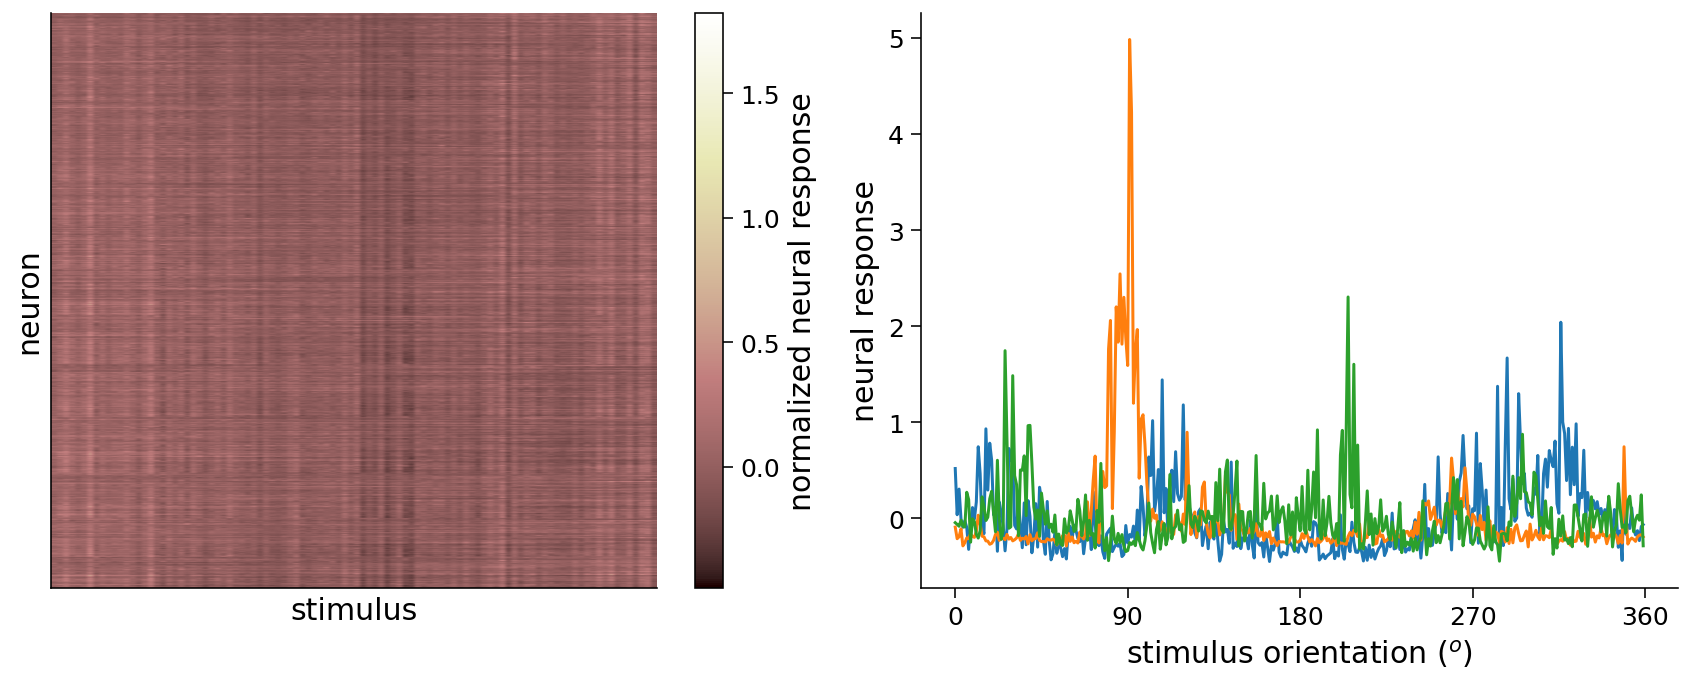 neuron
stimulus
1.5
1.0
0.5
0.0
normalized neural response
neural response
5
4
3
2
1
0
0 90 180 270 360
stimulus orientation (o)